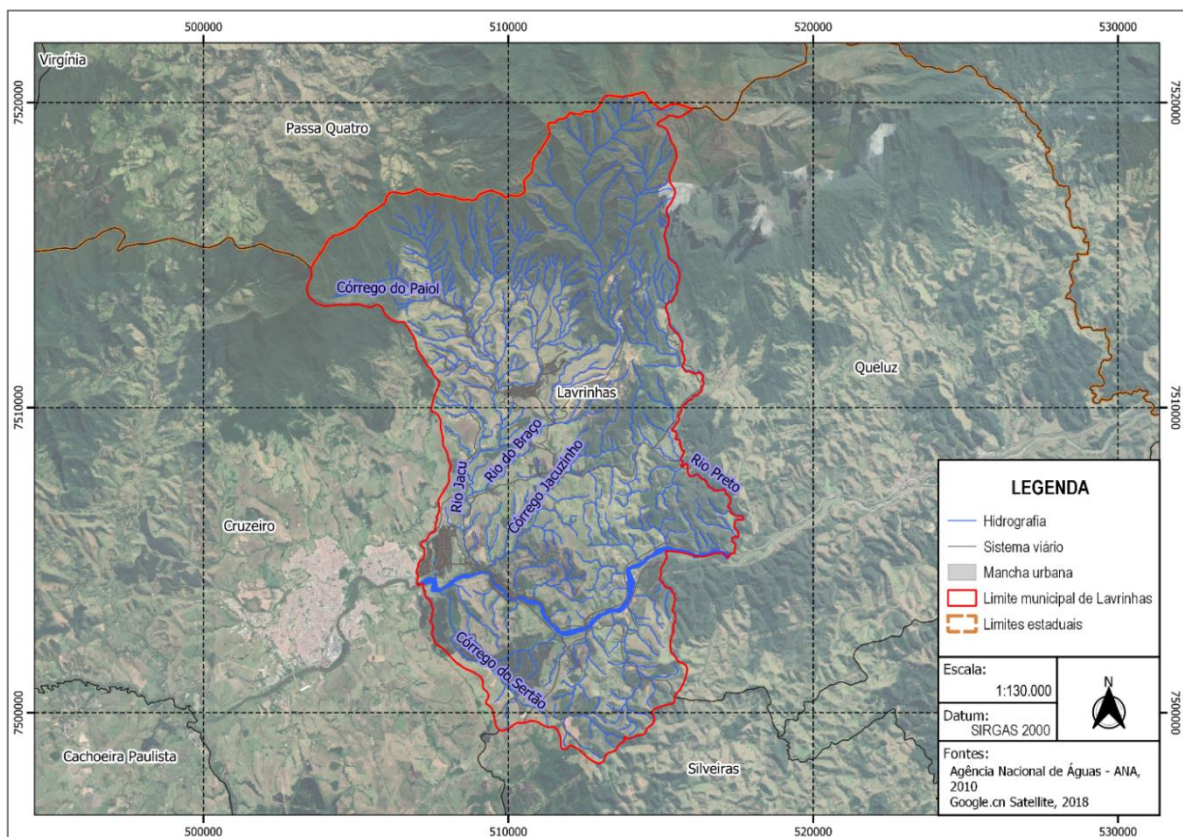 500000
510000
520000
530000
Virgínia
7520000
7520000
Passa Quatro
Córrego do Paiol
Queluz
Lavrinhas
7510000
7510000
Rio do Braço
Rio Jacu
Córrego Jacuzinho
Rio Preto
Cruzeiro
Córrego do Sertão
7500000
7500000
Cachoeira Paulista
Silveiras
LEGENDA
Hidrografia
Sistema viário
Mancha urbana
Limite municipal de Lavrinhas
Limites estaduais
Escala:
1:130.000
N
Datum:
SIRGAS 2000
Fontes:
Agência Nacional de Águas - ANA,
2010
Google.cn Satellite, 2018
500000
510000
520000
530000